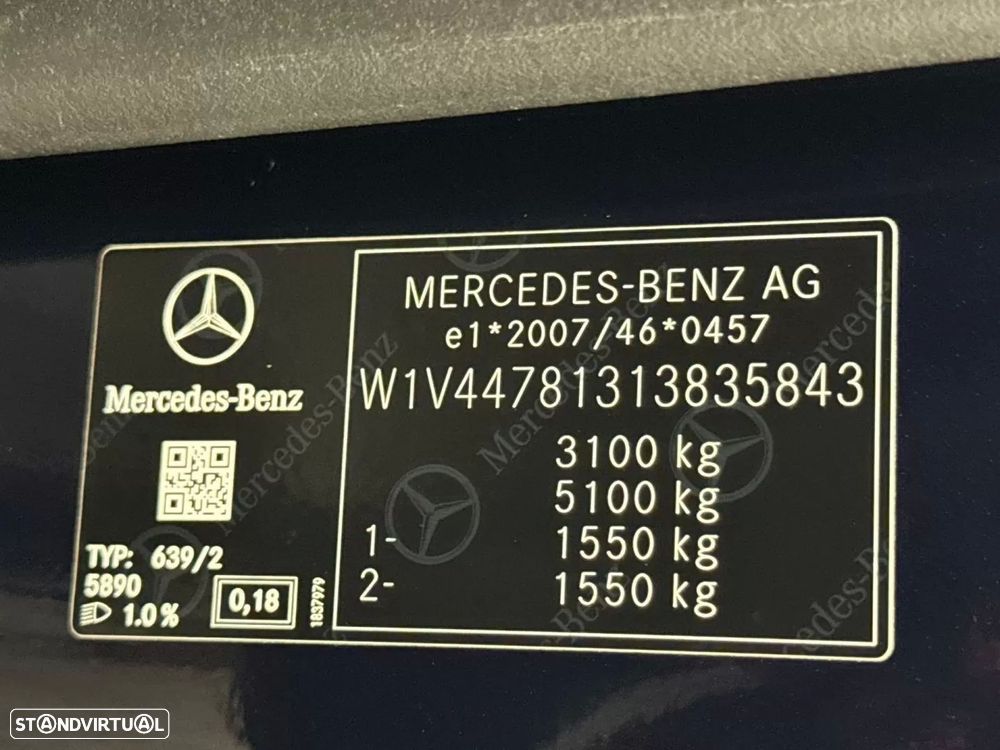 Mercedes-Benz
TYP: 639/2
5890
1.0%
0,18
1837979
MERCEDES-BENZ AG
e1*2007/46*0457
W1V44781313835843
3100 kg
5100 kg
1- 1550 kg
2- 1550 kg
STANDVIRTUAL